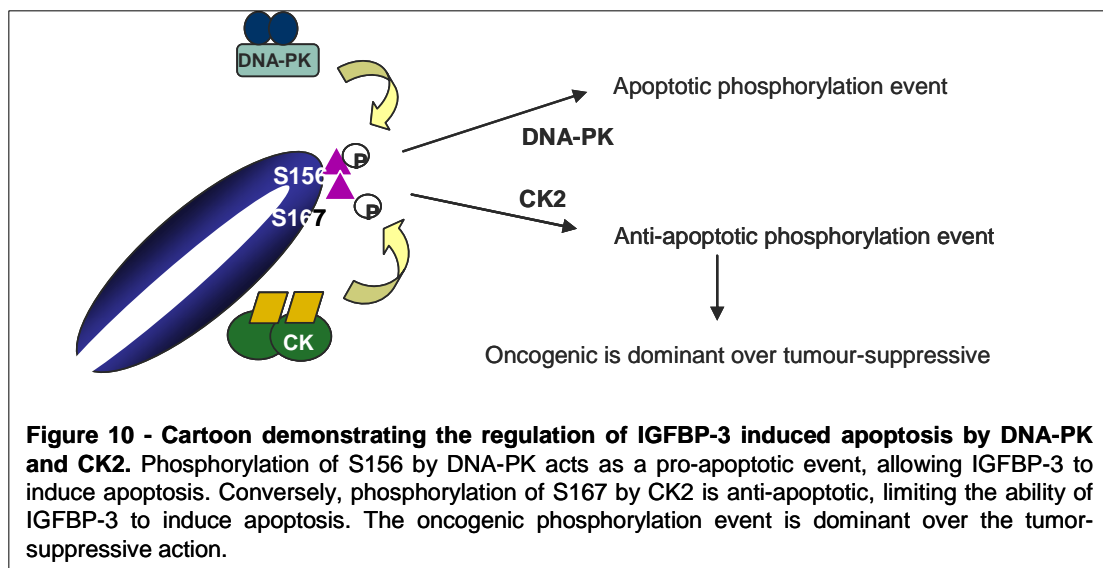 DNA-PK
Apoptotic phosphorylation event
DNA-PK
P
S156
CK2
P
S167
Anti-apoptotic phosphorylation event
CK
Oncogenic is dominant over tumour-suppressive
Figure 10 - Cartoon demonstrating the regulation of IGFBP-3 induced apoptosis by DNA-PK
and CK2. Phosphorylation of S156 by DNA-PK acts as a pro-apoptotic event, allowing IGFBP-3 to
induce apoptosis. Conversely, phosphorylation of S167 by CK2 is anti-apoptotic, limiting the ability of
IGFBP-3 to induce apoptosis. The oncogenic phosphorylation event is dominant over the tumor-
suppressive action.